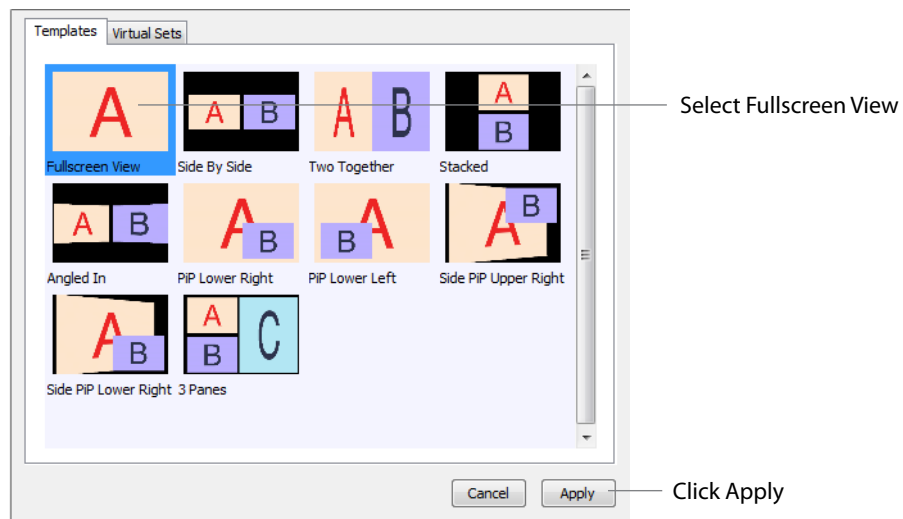 Templates Virtual Sets
A A B A B A B
Select Fullscreen View
Fullscreen View Side By Side Two Together Stacked
A B A B B A A B
Angled In PiP Lower Right PiP Lower Left Side PiP Upper Right
A B A B C
Side PiP Lower Right 3 Panes
Cancel Apply
Click Apply